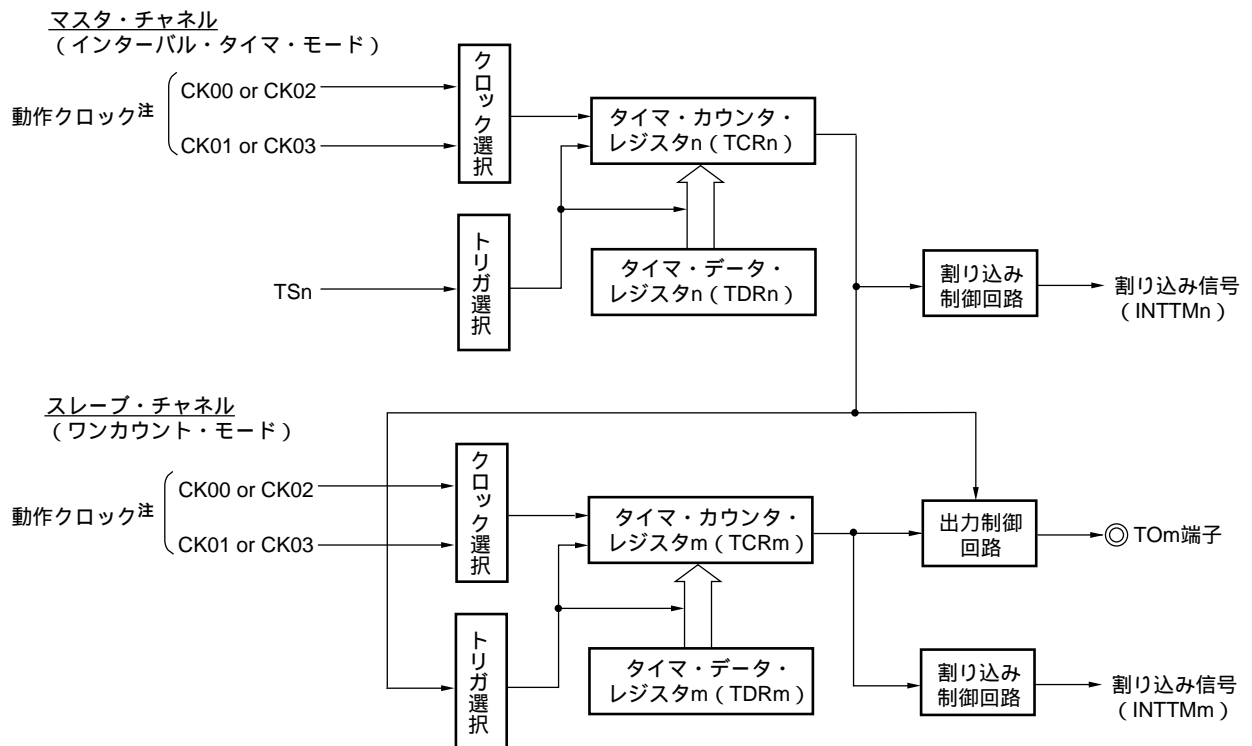 マスタ・チャネル
（インターバル・タイマ・モード）
動作クロック注
CK00 or CK02
CK01 or CK03
クロック選択
タイマ・カウンタ・
レジスタn（TCRn）
TSn
トリガ選択
タイマ・データ・
レジスタn（TDRn）
割り込み
制御回路
割り込み信号
（INTTMn）
スレーブ・チャネル
（ワンカウント・モード）
動作クロック注
CK00 or CK02
CK01 or CK03
クロック選択
タイマ・カウンタ・
レジスタm（TCRm）
出力制御
回路
TOm端子
トリガ選択
タイマ・データ・
レジスタm（TDRm）
割り込み
制御回路
割り込み信号
（INTTMm）